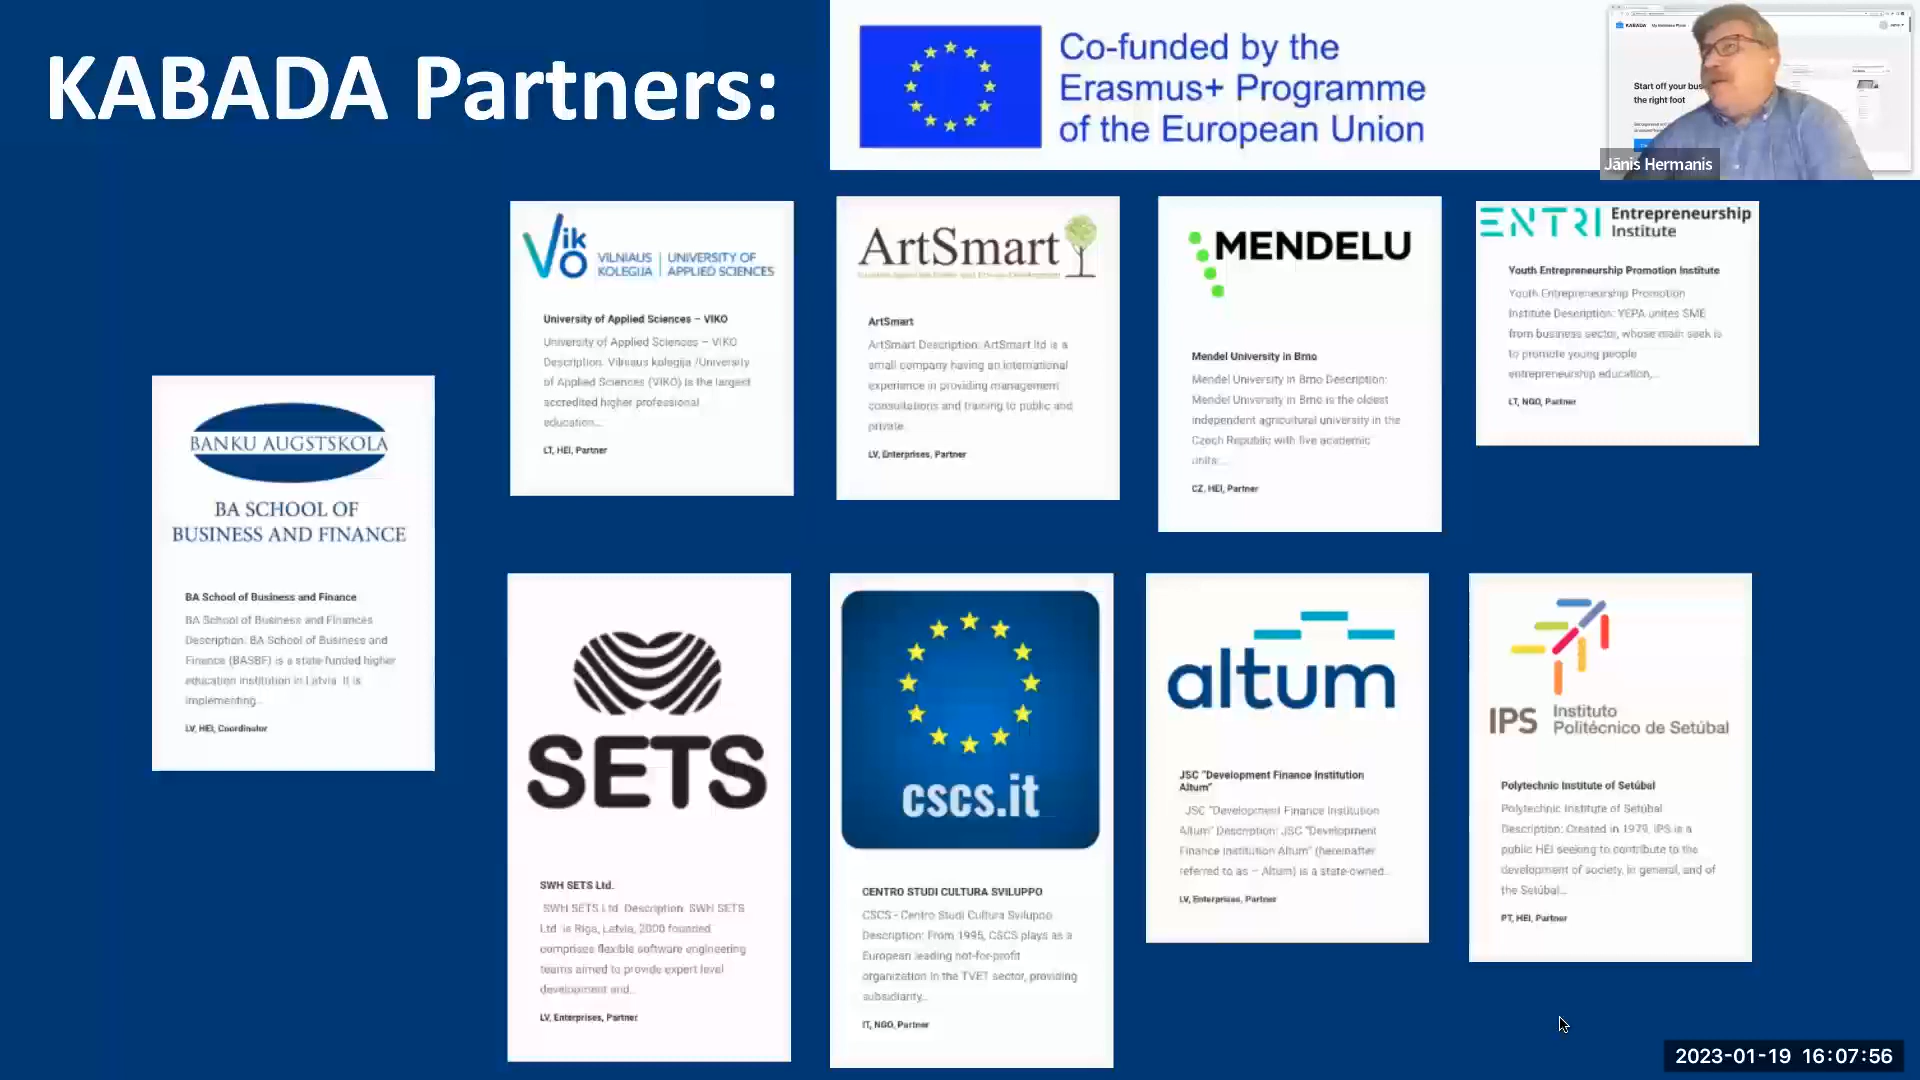 KABADA Partners:
Co-funded by the
Erasmus+ Programme
of the European Union
KABADA
Start off your bus
the right foot
Jānis Hermanis
BANKU AUGSTSKOLA
BA SCHOOL OF
BUSINESS AND FINANCE
BA School of Business and Finance
BA School of Business and Finances
Description: BA School of Business and
Finance (BASBF) is a state-funded higher
education institution in Latvia. It is
implementing...
LV, HEI, Coordinator
Viko
VILNIAUS
KOLEGIJA
UNIVERSITY OF
APPLIED SCIENCES
University of Applied Sciences – VIKO
University of Applied Sciences – VIKO
Description: Vilniaus kolegija /University
of Applied Sciences (VIKO) is the largest
accredited higher professional
education...
LT, HEI, Partner
ArtSmart
ArtSmart
ArtSmart Description: ArtSmart ltd is a
small company having an international
experience in providing management
consultations and training to public and
private.
LV, Enterprises, Partner
MENDELU
Mendel University in Brno
Mendel University in Brno Description:
Mendel University in Brno is the oldest
independent agricultural university in the
Czech Republic with five academic
units:...
CZ, HEI, Partner
ENTRI Entrepreneurship
Institute
Youth Entrepreneurship Promotion Institute
Youth Entrepreneurship Promotion
Institute Description: YEPA unites SME
from business sector, whose main seek is
to promote young people
entrepreneurship education,...
LT, NGO, Partner
SETS
SWH SETS Ltd.
SWH SETS Ltd. Description: SWH SETS
Ltd. is Riga, Latvia, 2000 founded
comprises flexible software engineering
teams aimed to provide expert level
development and...
LV, Enterprises, Partner
cscs.it
CENTRO STUDI CULTURA SVILUPPO
CSCS - Centro Studi Cultura Sviluppo
Description: From 1995, CSCS plays as a
European leading not-for-profit
organization in the TVET sector, providing
subsidiarity...
IT, NGO, Partner
altum
JSC "Development Finance Institution
Altum"
JSC "Development Finance Institution
Altum" Description: JSC "Development
Finance Institution Altum" (hereafter
referred to as – Altum) is a state-owned...
LV, Enterprises, Partner
IPS Instituto
Politécnico de Setúbal
Polytechnic Institute of Setúbal
Polytechnic Institute of Setúbal
Description: Created in 1979, IPS is a
public HEI seeking to contribute to the
development of society, in general, and of
the Setúbal...
PT, HEI, Partner
2023-01-19 16:07:56